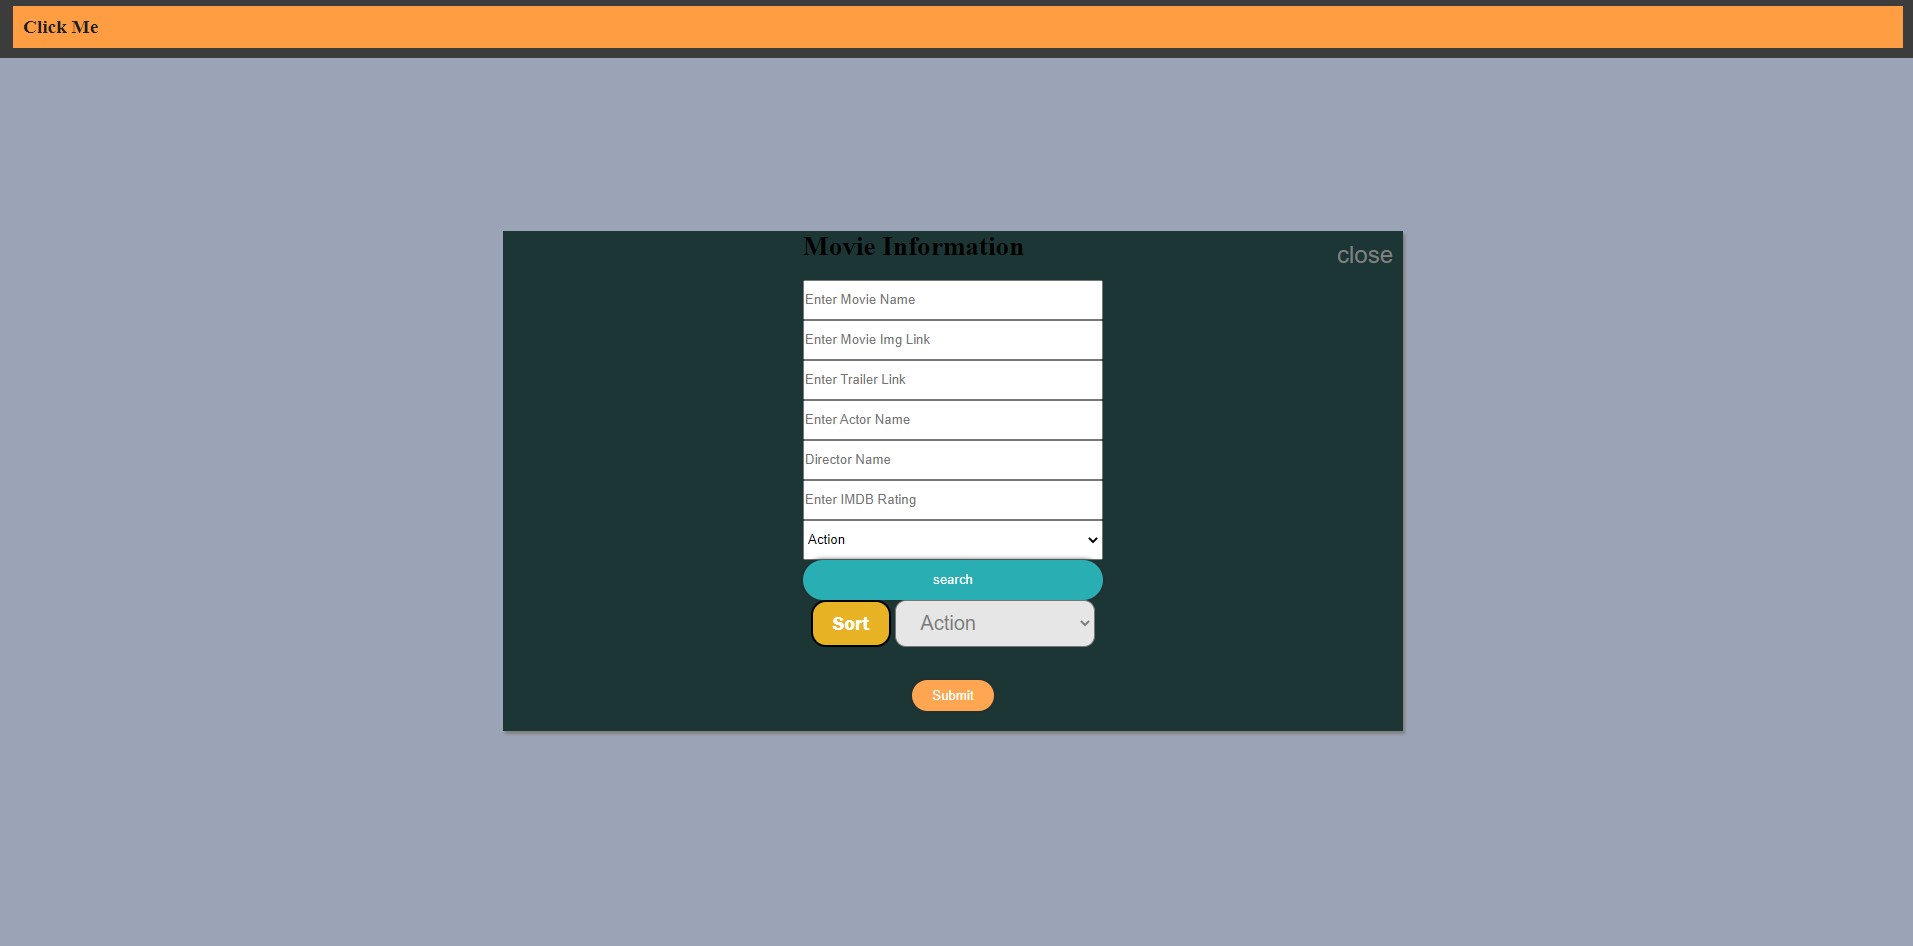 Click Me
Movie Information
close
Enter Movie Name
Enter Movie Img Link
Enter Trailer Link
Enter Actor Name
Director Name
Enter IMDB Rating
Action
search
Sort
Action
Submit